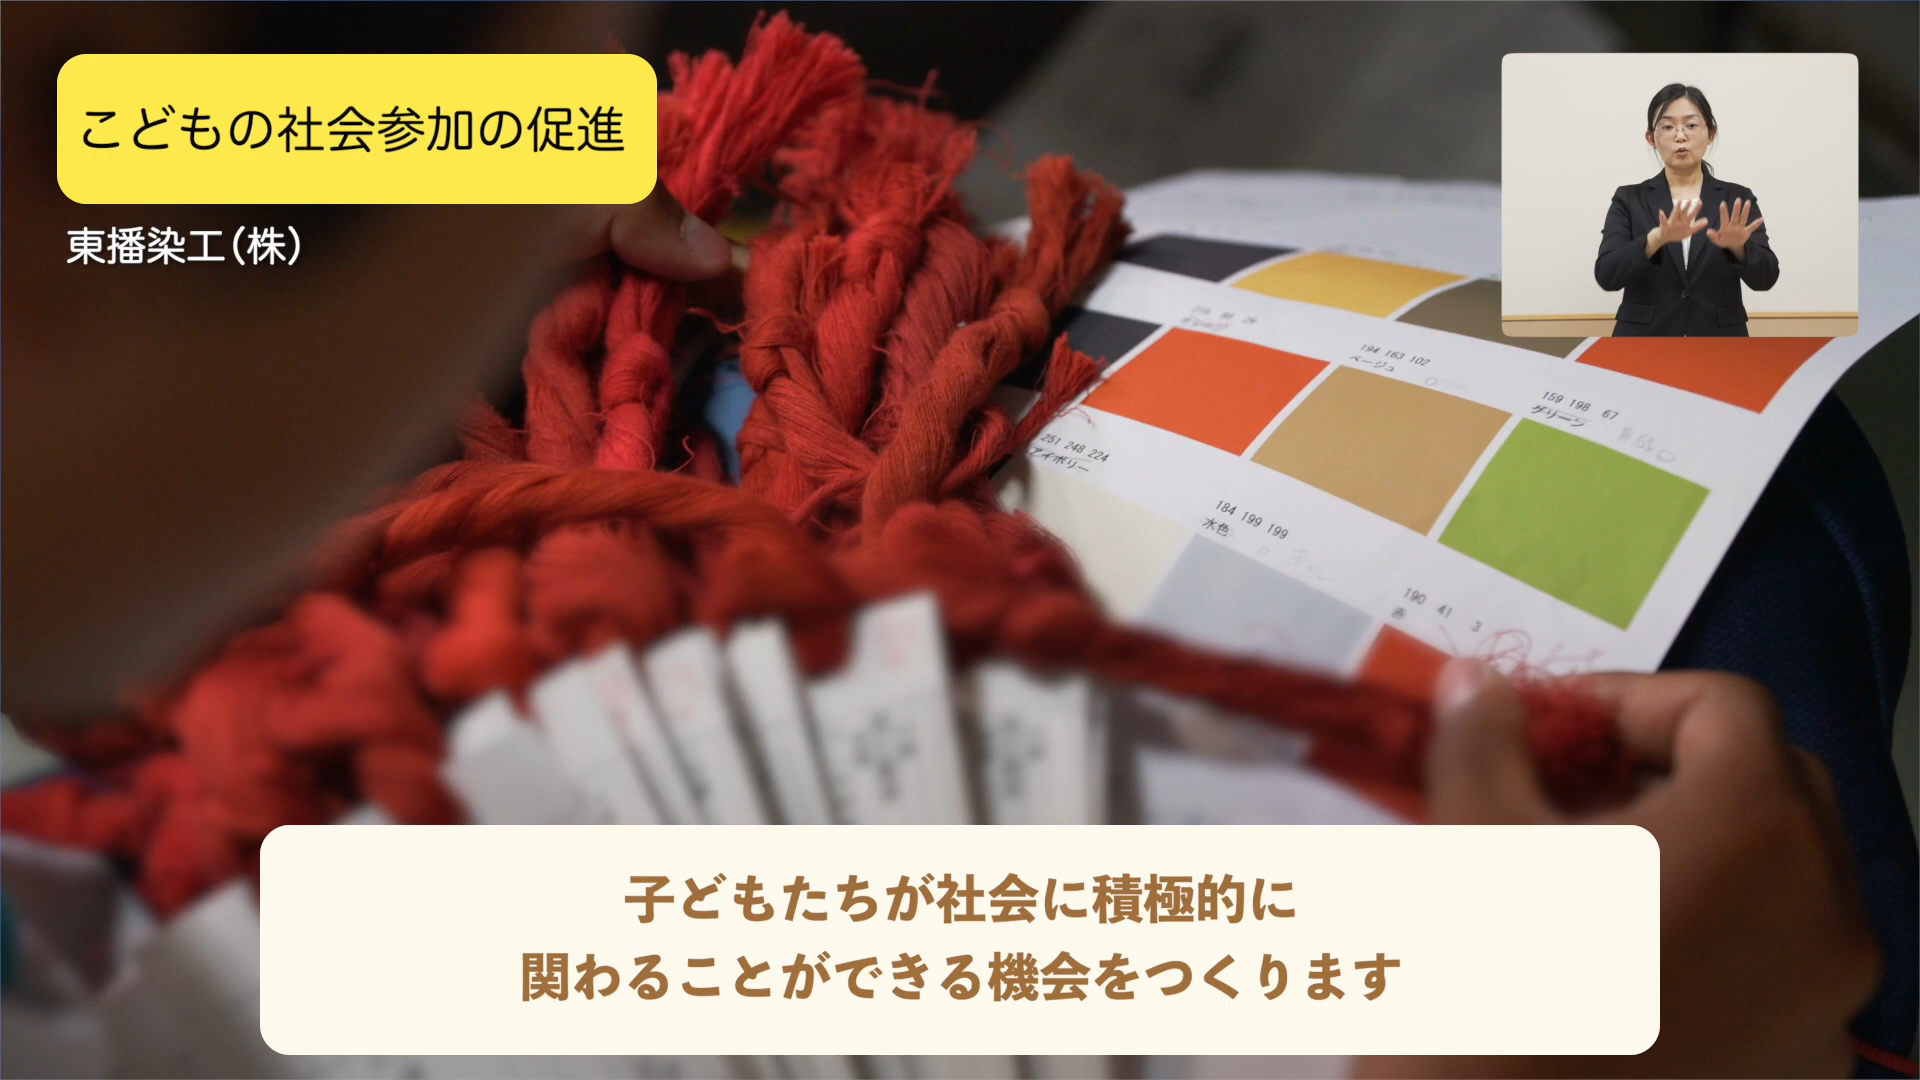 こどもの社会参加の促進
東播染工(株)
194 163 102
ベージュ
159 198 67
グリーン
251 248 224
アイボリー
184 199 199
水色
190 41 3
赤
子どもたちが社会に積極的に
関わることができる機会をつくります